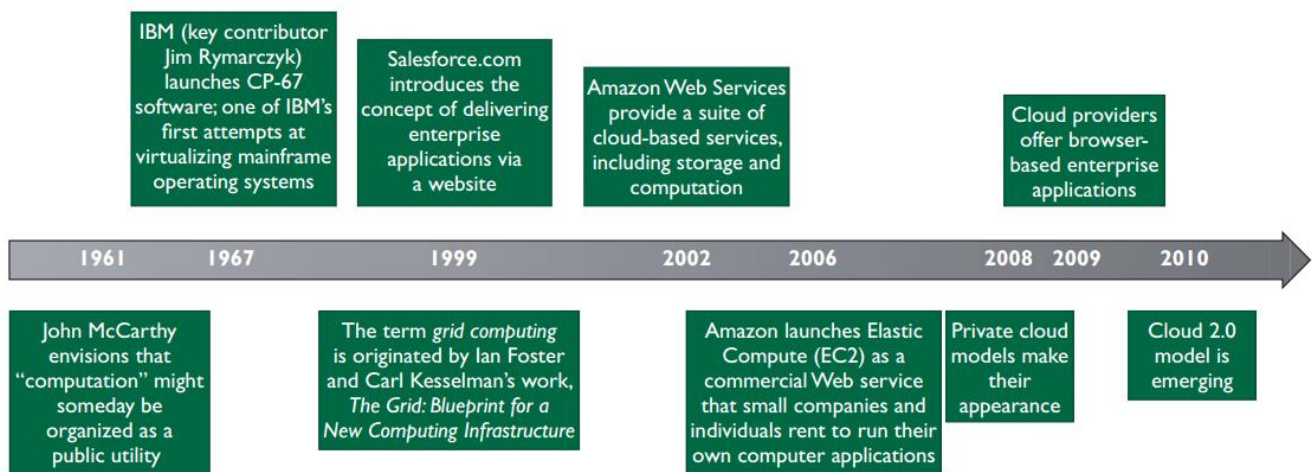 IBM (key contributor
Jim Rymarczyk)
launches CP-67
software; one of IBM's
first attempts at
virtualizing mainframe
operating systems
Salesforce.com
introduces the
concept of delivering
enterprise
applications via
a website
Amazon Web Services
provide a suite of
cloud-based services,
including storage and
computation
Cloud providers
offer browser-
based enterprise
applications
1961 1967 1999 2002 2006 2008 2009 2010
John McCarthy
envisions that
“computation” might
someday be
organized as a
public utility
The term grid computing
is originated by Ian Foster
and Carl Kesselman's work,
The Grid: Blueprint for a
New Computing Infrastructure
Amazon launches Elastic
Compute (EC2) as a
commercial Web service
that small companies and
individuals rent to run their
own computer applications
Private cloud
models make
their
appearance
Cloud 2.0
model is
emerging